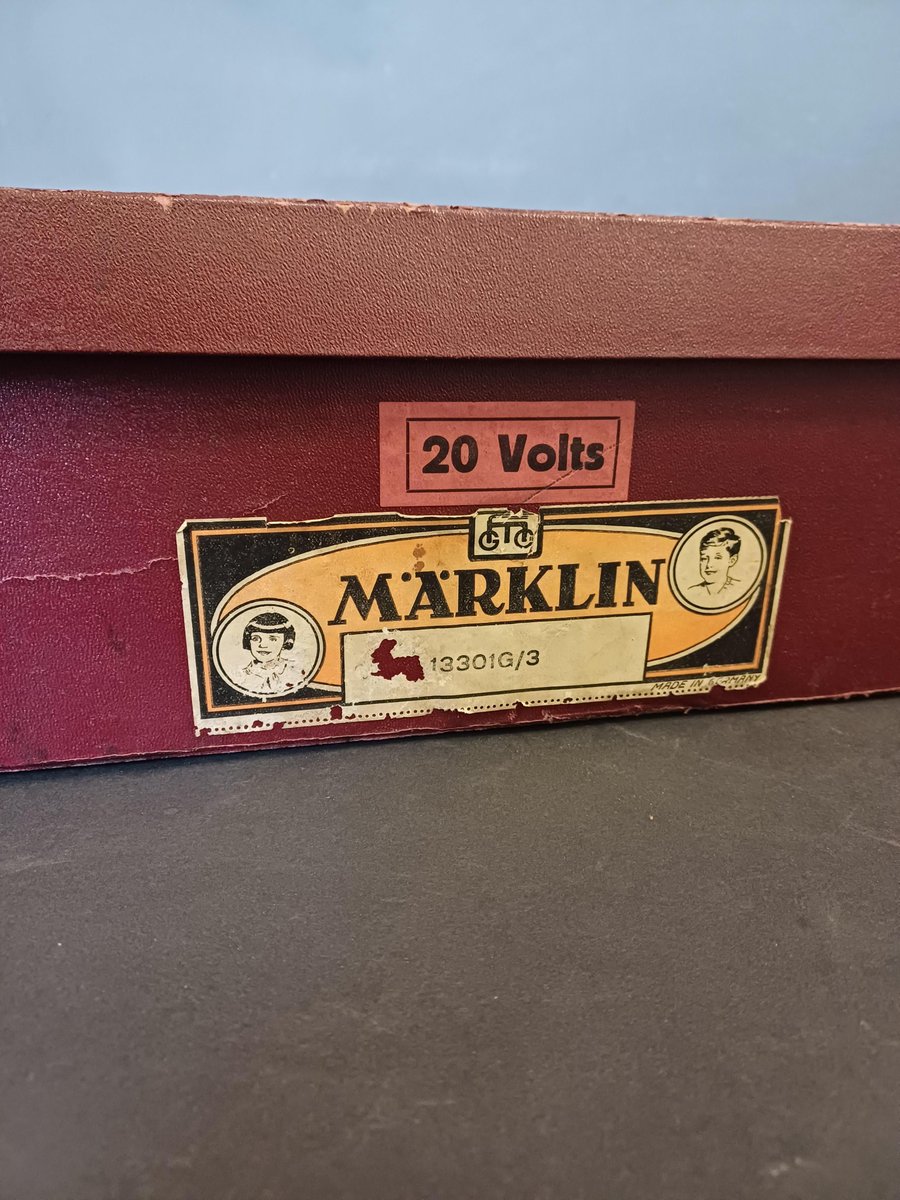 20 Volts
MÄRKLIN
13301G/3
MADE IN GERMANY